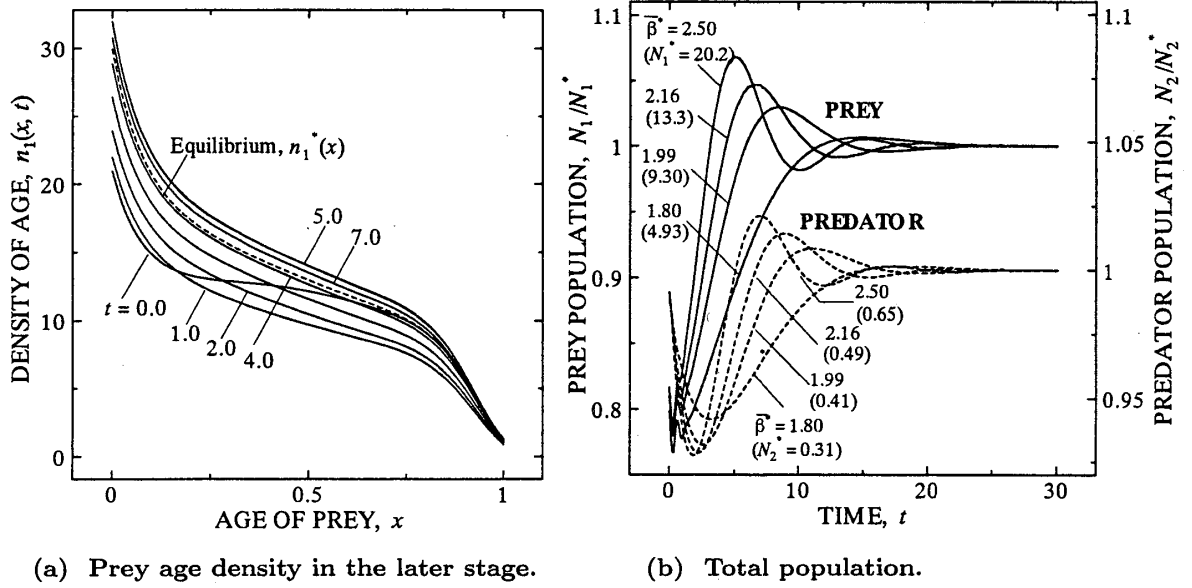 30
20
10
0
DENSITY OF AGE, n₁(x, t)
Equilibrium, n₁*(x)
5.0
7.0
t = 0.0
1.0
2.0
4.0
0
0.5
1
AGE OF PREY, x
(a) Prey age density in the later stage.
1.1
1
0.9
0.8
PREY POPULATION, N₁/N₁*
β̄* = 2.50
(N₁* = 20.2)
2.16
(13.3)
1.99
(9.30)
1.80
(4.93)
PREY
PREDATOR
2.50
(0.65)
2.16
(0.49)
1.99
(0.41)
β̄* = 1.80
(N₂* = 0.31)
1.1
1.05
1
0.95
PREDATOR POPULATION, N₂/N₂*
0
10
20
30
TIME, t
(b) Total population.